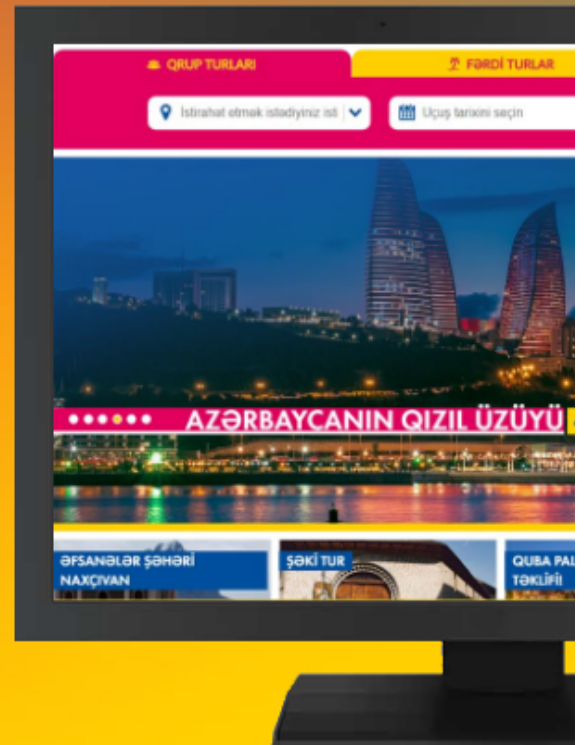 QRUP TURLARI
FƏRDİ TURLAR
İstirahət etmək istədiyiniz isti
Uçuş tarixini seçin
AZƏRBAYCANIN QIZIL ÜZÜYÜ
ƏFSANƏLƏR ŞƏHƏRİ
NAXÇIVAN
ŞƏKİ TUR
QUBA PAL
TƏKLİFİ!